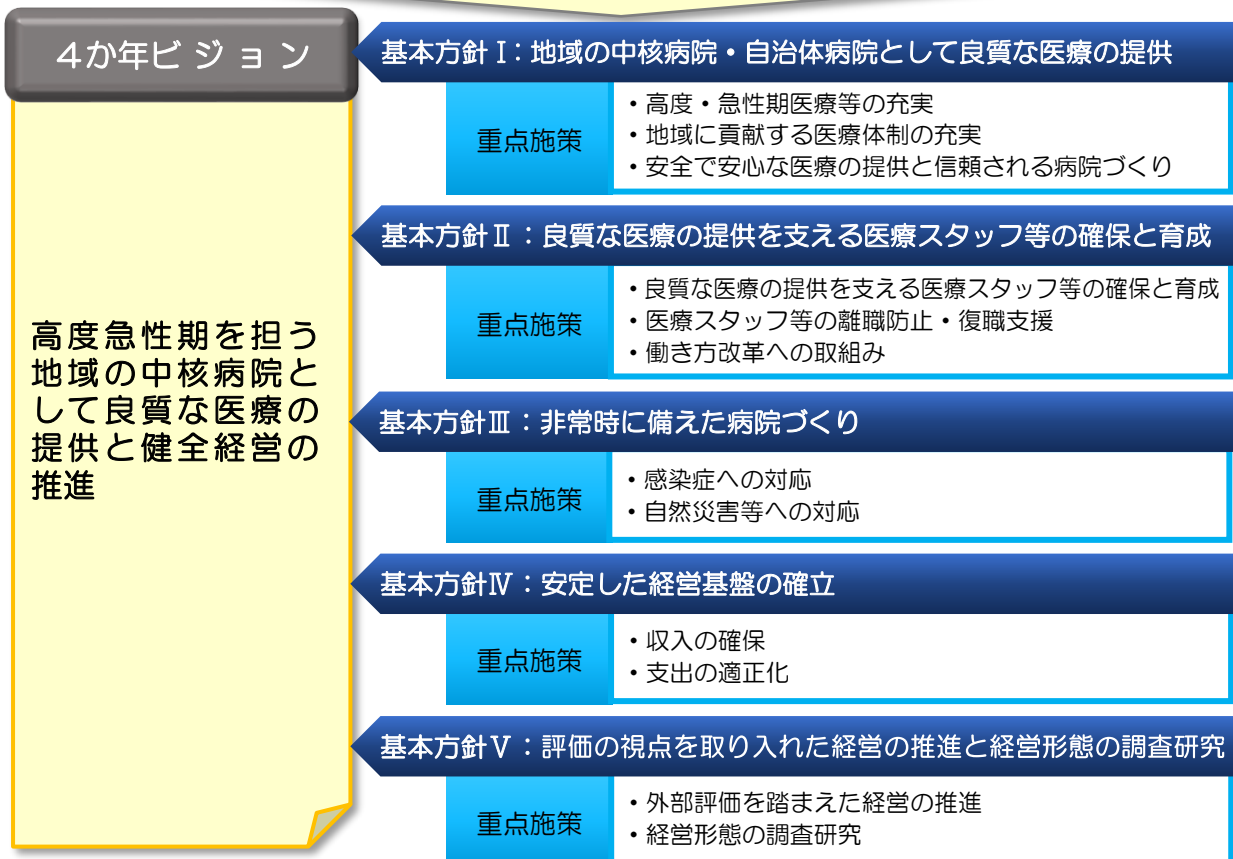 4か年ビジョン
高度急性期を担う
地域の中核病院と
して良質な医療の
提供と健全経営の
推進
基本方針Ⅰ:地域の中核病院・自治体病院として良質な医療の提供
重点施策
・高度・急性期医療等の充実
・地域に貢献する医療体制の充実
・安全で安心な医療の提供と信頼される病院づくり
基本方針Ⅱ:良質な医療の提供を支える医療スタッフ等の確保と育成
重点施策
・良質な医療の提供を支える医療スタッフ等の確保と育成
・医療スタッフ等の離職防止・復職支援
・働き方改革への取組み
基本方針Ⅲ:非常時に備えた病院づくり
重点施策
・感染症への対応
・自然災害等への対応
基本方針Ⅳ:安定した経営基盤の確立
重点施策
・収入の確保
・支出の適正化
基本方針Ⅴ:評価の視点を取り入れた経営の推進と経営形態の調査研究
重点施策
・外部評価を踏まえた経営の推進
・経営形態の調査研究